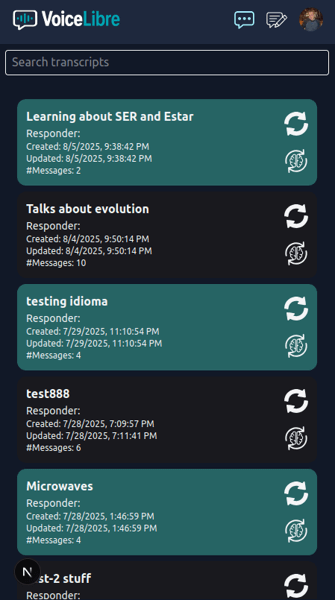 VoiceLibre
Search transcripts
Learning about SER and Estar
Responder:
Created: 8/5/2025, 9:38:42 PM
Updated: 8/5/2025, 9:38:42 PM
#Messages: 2
Talks about evolution
Responder:
Created: 8/4/2025, 9:50:14 PM
Updated: 8/4/2025, 9:50:14 PM
#Messages: 10
testing idioma
Responder:
Created: 7/29/2025, 11:10:54 PM
Updated: 7/29/2025, 11:10:54 PM
#Messages: 4
test888
Responder:
Created: 7/28/2025, 7:09:57 PM
Updated: 7/28/2025, 7:11:41 PM
#Messages: 6
Microwaves
Responder:
Created: 7/28/2025, 1:46:59 PM
Updated: 7/28/2025, 1:46:59 PM
#Messages: 4
N
st-2 stuff
Responder: